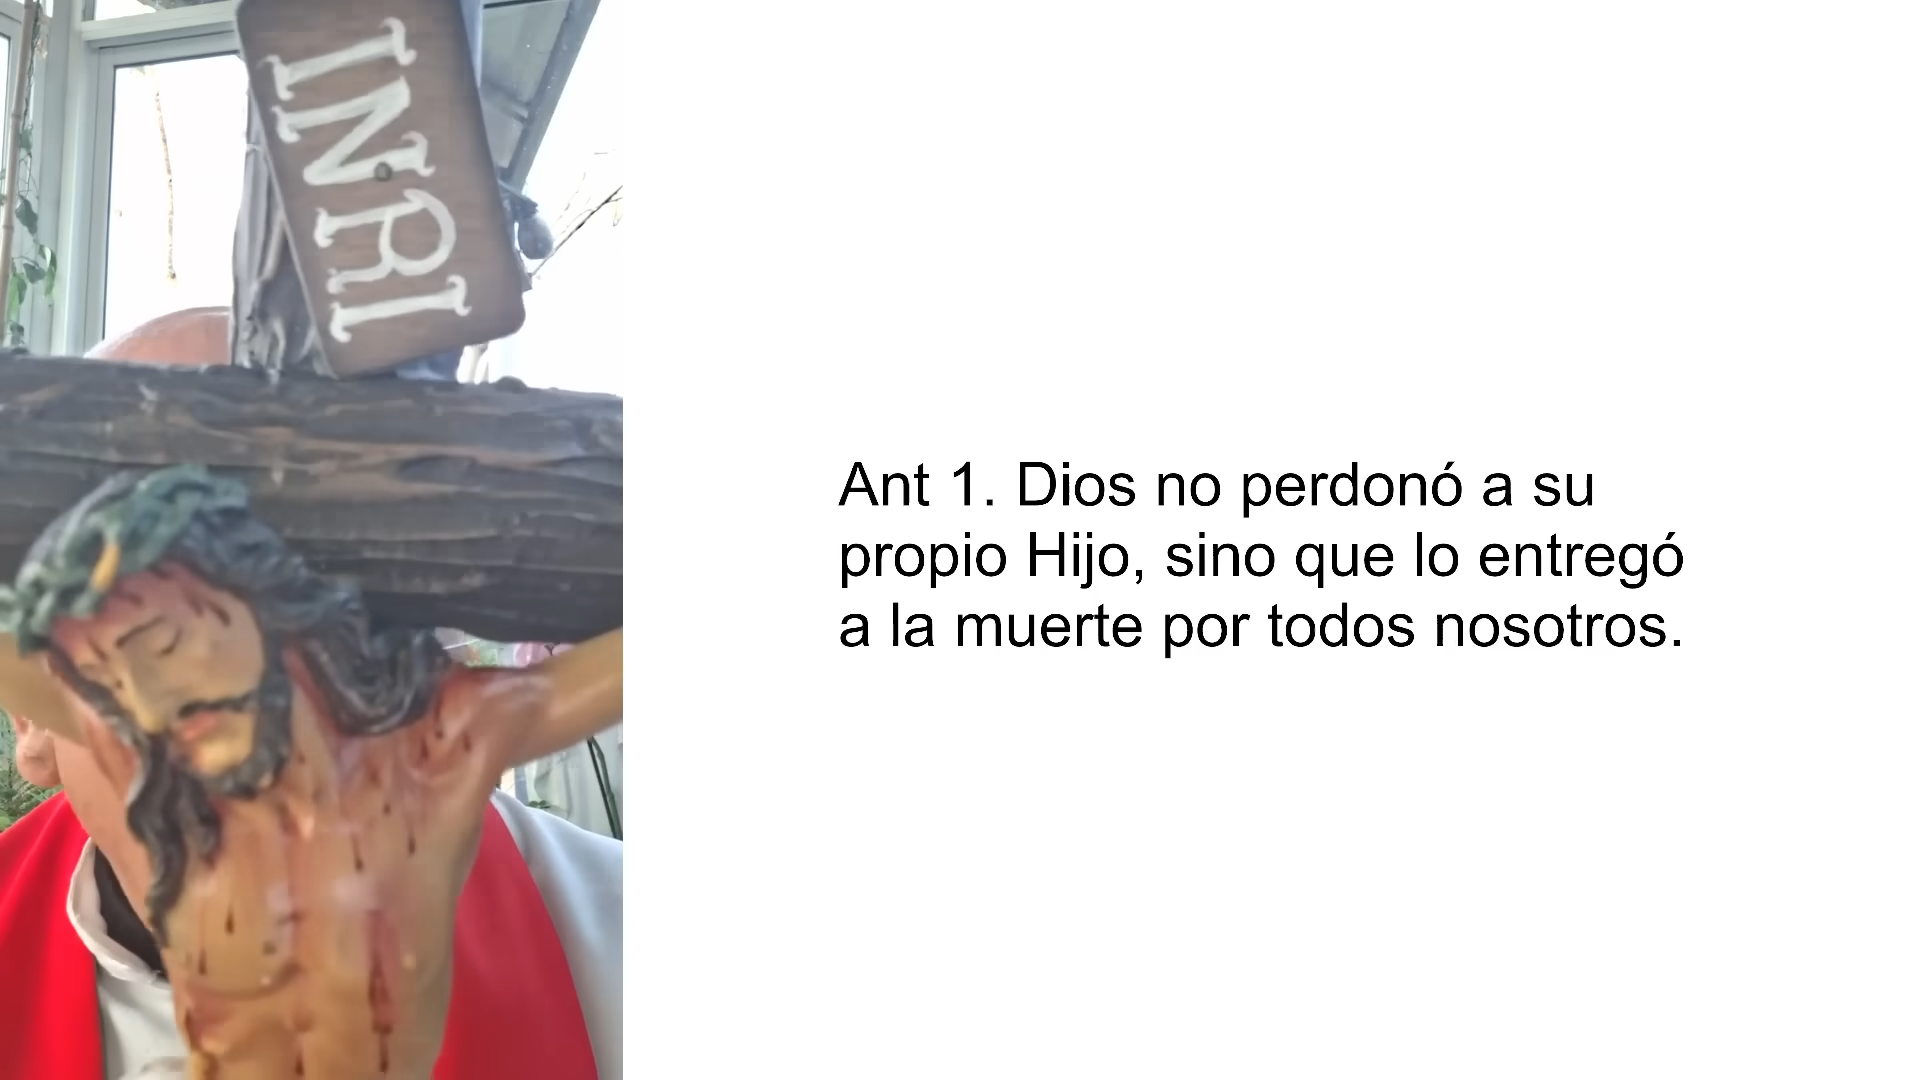 INRI
Ant 1. Dios no perdonó a su
propio Hijo, sino que lo entregó
a la muerte por todos nosotros.